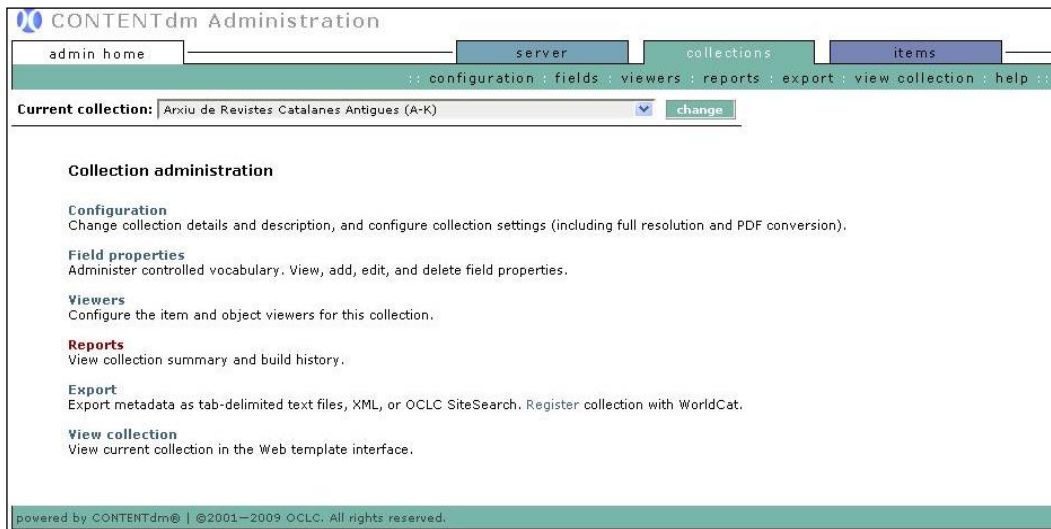 CONTENTdm Administration
admin home server collections items
:: configuration : fields : viewers : reports : export : view collection : help ::
Current collection: Arxiu de Revistes Catalanes Antigues (A-K) change
Collection administration
Configuration
Change collection details and description, and configure collection settings (including full resolution and PDF conversion).
Field properties
Administer controlled vocabulary. View, add, edit, and delete field properties.
Viewers
Configure the item and object viewers for this collection.
Reports
View collection summary and build history.
Export
Export metadata as tab-delimited text files, XML, or OCLC SiteSearch. Register collection with WorldCat.
View collection
View current collection in the Web template interface.
powered by CONTENTdm® | ©2001—2009 OCLC. All rights reserved.